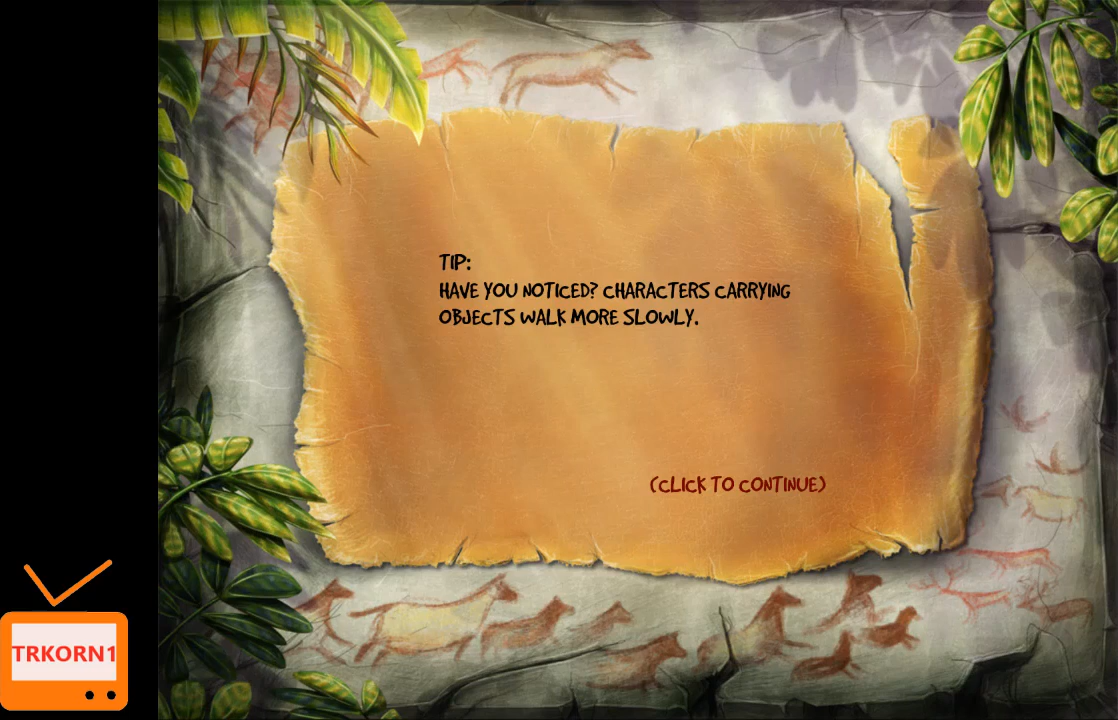 TIP:
HAVE YOU NOTICED? CHARACTERS CARRYING
OBJECTS WALK MORE SLOWLY.
(CLICK TO CONTINUE)
TRKORN1